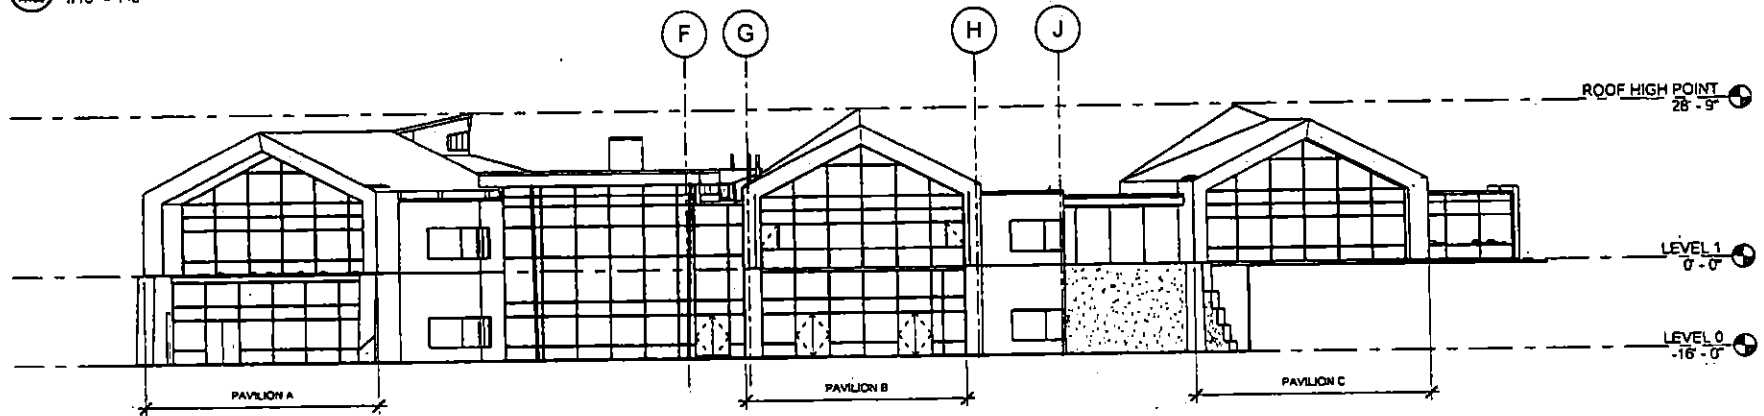 F G H J
ROOF HIGH POINT
28' - 9"
LEVEL 1
0' - 0"
LEVEL 0
-16' - 0"
PAVILION A
PAVILION B
PAVILION C